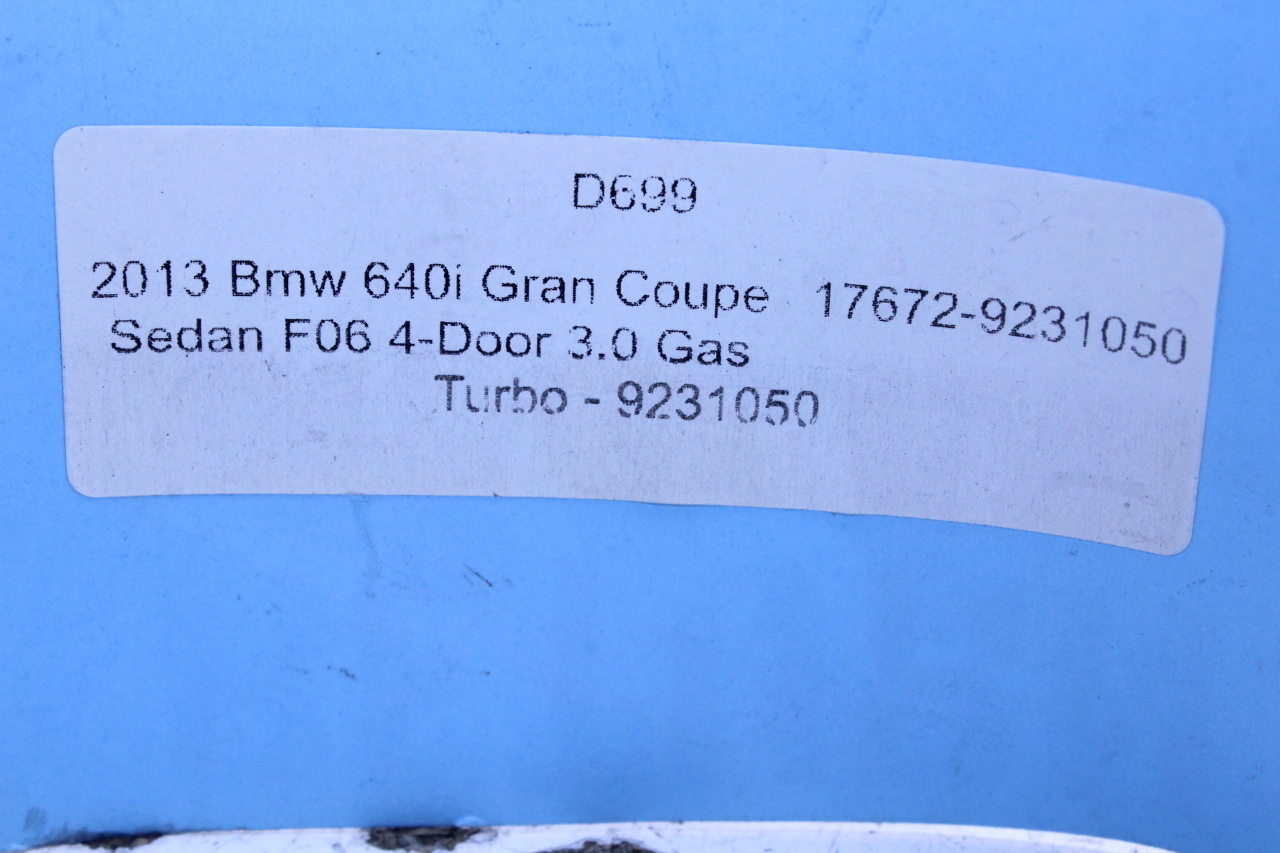 D699
2013 Bmw 640i Gran Coupe 17672-9231050
Sedan F06 4-Door 3.0 Gas
Turbo - 9231050